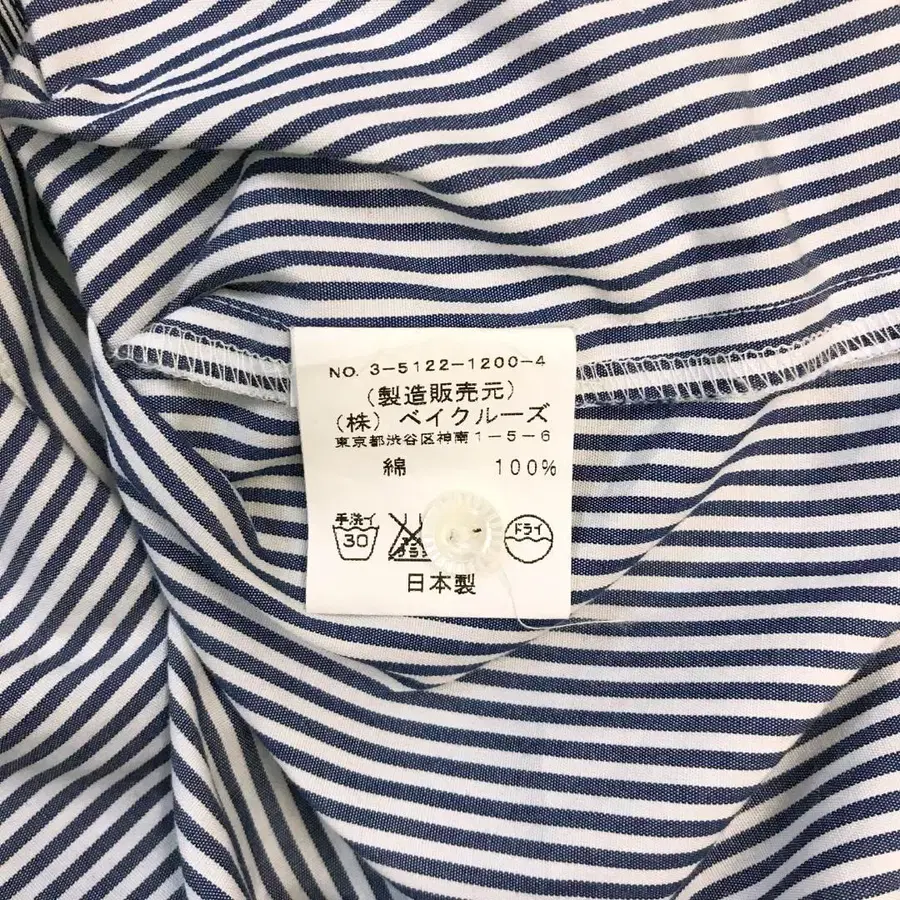 NO. 3-5122-1200-4
(製造販売元)
(株) ベイクルーズ
東京都渋谷区神南1-5-6
綿 100%
手洗イ ドライ
30
日本製